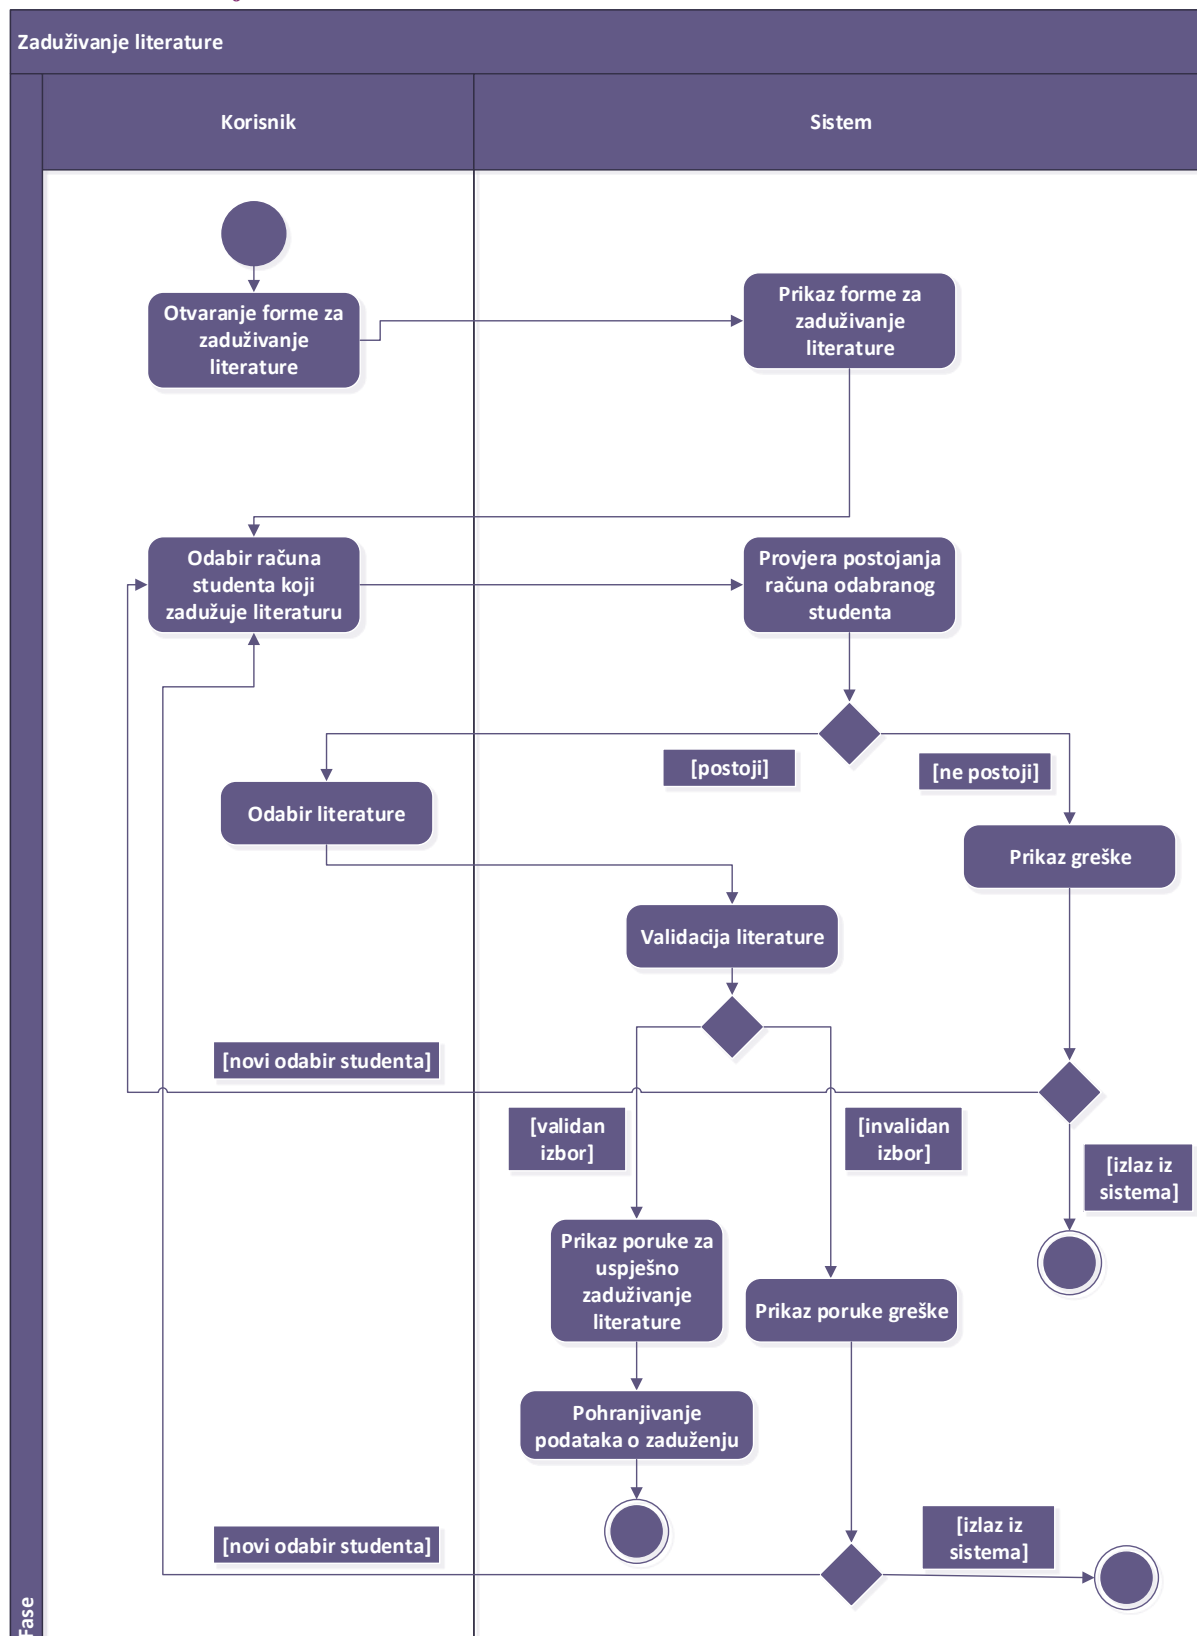 Zaduživanje literature
Korisnik
Sistem
Otvaranje forme za
zaduživanje
literature
Prikaz forme za
zaduživanje
literature
Odabir računa
studenta koji
zadužuje literaturu
Provjera postojanja
računa odabranog
studenta
[postoji]
[ne postoji]
Odabir literature
Prikaz greške
Validacija literature
[novi odabir studenta]
[validan
izbor]
[invalidan
izbor]
[izlaz iz
sistema]
Prikaz poruke za
uspješno
zaduživanje
literature
Prikaz poruke greške
Pohranjivanje
podataka o zaduženju
[novi odabir studenta]
[izlaz iz
sistema]
Fase